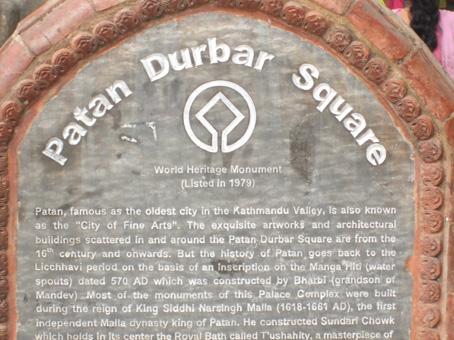 Patan Durbar Square
World Heritage Monument
(Listed in 1979)
Patan, famous as the oldest city in the Kathmandu Valley, is also known
as the "City of Fine Arts". The exquisite artworks and architectural
buildings scattered in and around the Patan Durbar Square are from the
16th century and onwards. But the history of Patan goes back to the
Licchhavi period on the basis of an inscription on the Manga Hiti (water
spouts) dated 570 AD which was constructed by Bharbi (grandson of
Mandev) .Most of the monuments of this Palace Complex were built
during the reign of King Siddhi Narsingh Malla (1618-1661 AD), the first
independent Malla dynasty king of Patan. He constructed Sundari Chowk
which holds in its center the Royal Bath called T'ushahity, a masterpiece of